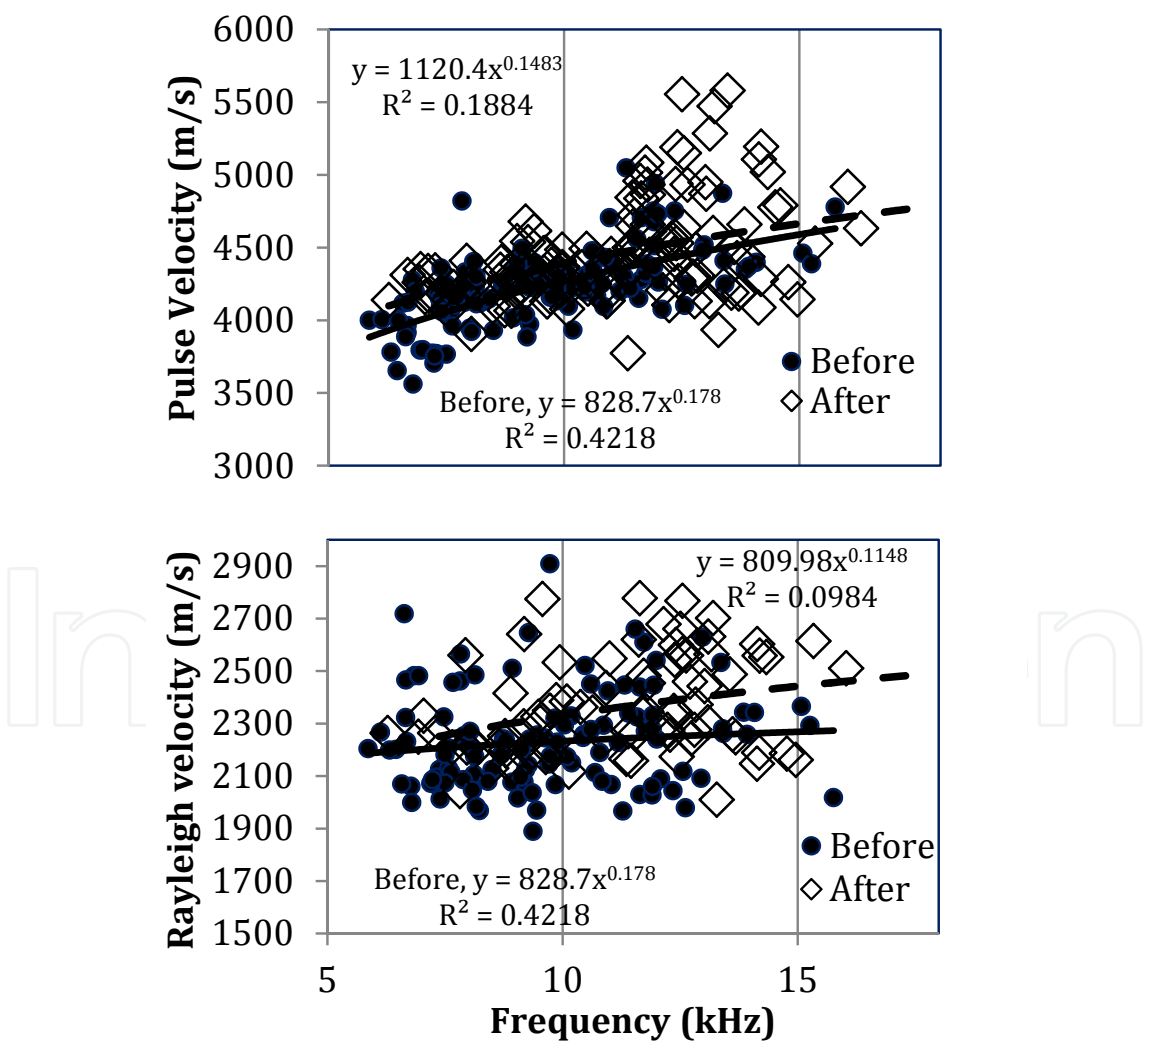 6000
5500
5000
4500
4000
3500
3000
Pulse Velocity (m/s)
y = 1120.4x^0.1483
R² = 0.1884
Before, y = 828.7x^0.178
R² = 0.4218
Before
After
2900
2700
2500
2300
2100
1900
1700
1500
Rayleigh velocity (m/s)
y = 809.98x^0.1148
R² = 0.0984
Before, y = 828.7x^0.178
R² = 0.4218
Before
After
5 10 15
Frequency (kHz)
In
n